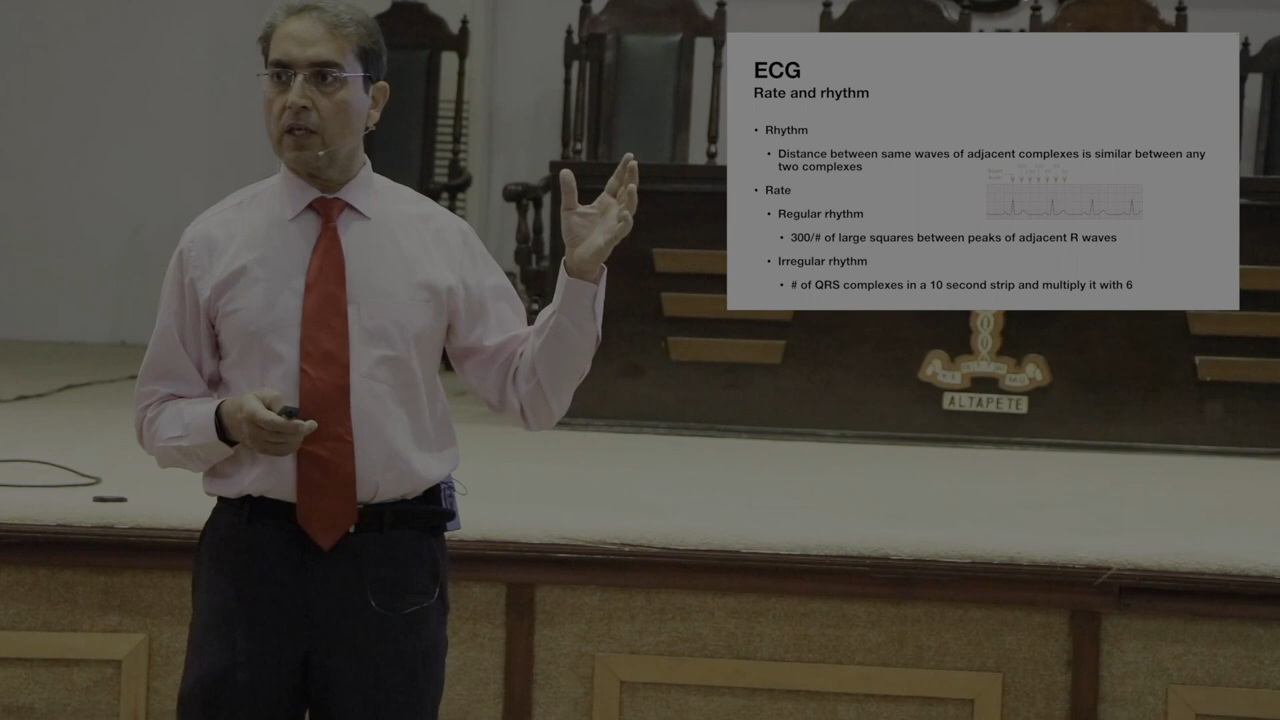 ECG
Rate and rhythm
• Rhythm
• Distance between same waves of adjacent complexes is similar between any
two complexes
• Rate
• Regular rhythm
• 300/# of large squares between peaks of adjacent R waves
• Irregular rhythm
• # of QRS complexes in a 10 second strip and multiply it with 6
ALTAPETE